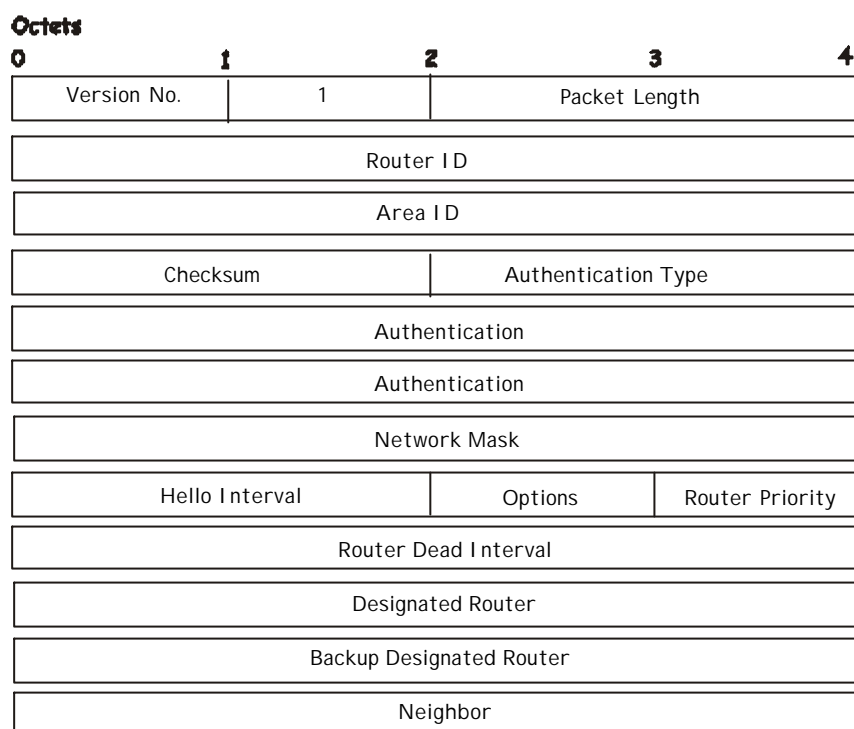 Octets
0 1 2 3 4
Version No. 1 Packet Length
Router ID
Area ID
Checksum Authentication Type
Authentication
Authentication
Network Mask
Hello Interval Options Router Priority
Router Dead Interval
Designated Router
Backup Designated Router
Neighbor